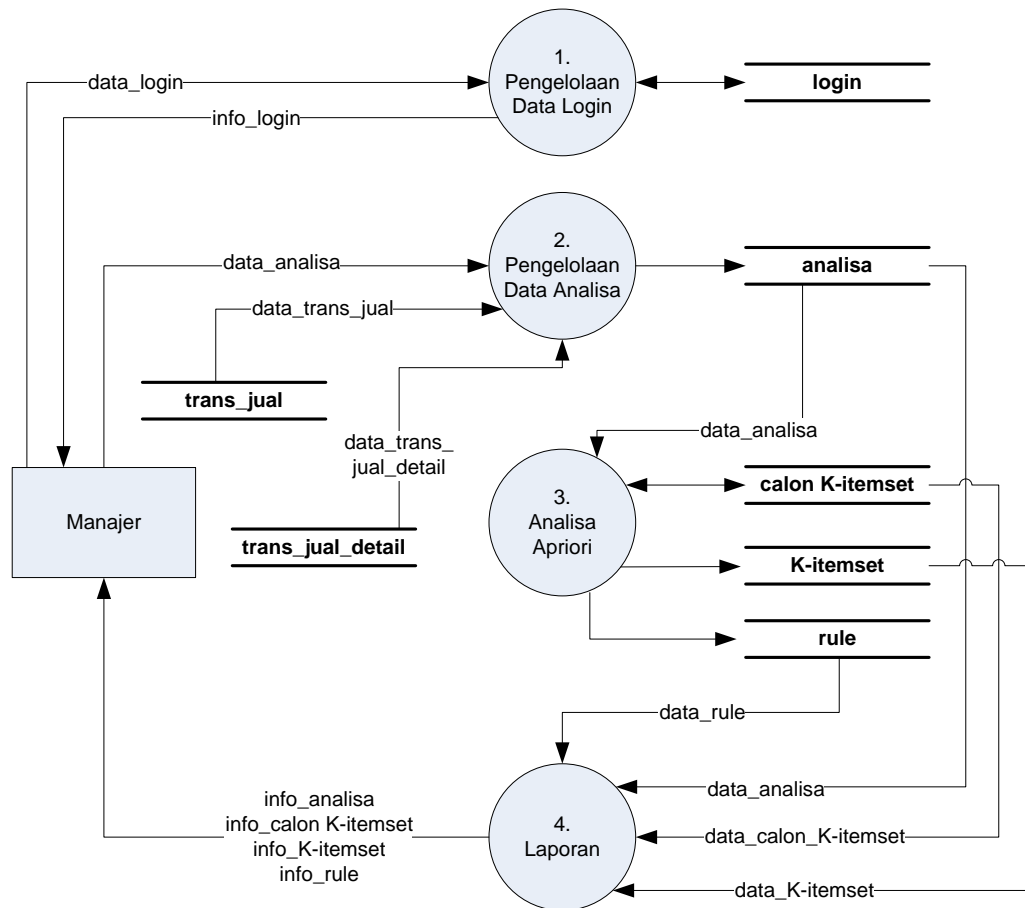 1.
Pengelolaan
Data Login
data_login
login
info_login
2.
Pengelolaan
Data Analisa
data_analisa
analisa
data_trans_jual
trans_jual
data_trans_
jual_detail
data_analisa
Manajer
3.
Analisa
Apriori
calon K-itemset
trans_jual_detail
K-itemset
rule
data_rule
data_analisa
info_analisa
info_calon K-itemset
info_K-itemset
info_rule
4.
Laporan
data_calon_K-itemset
data_K-itemset